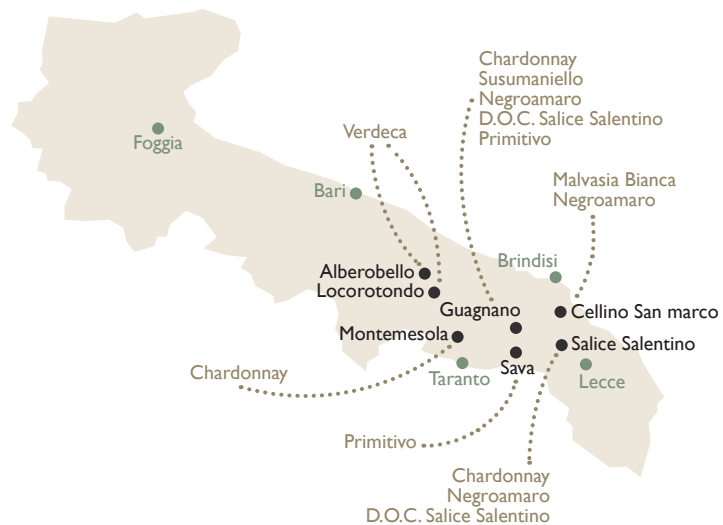 Chardonnay
Susumaniello
Negroamaro
D.O.C. Salice Salentino
Primitivo
Verdeca
Foggia
Malvasia Bianca
Negroamaro
Bari
Brindisi
Alberobello
Locorotondo
Guagnano
Cellino San marco
Montemesola
Salice Salentino
Sava
Chardonnay
Taranto
Lecce
Primitivo
Chardonnay
Negroamaro
D.O.C. Salice Salentino